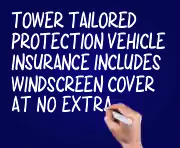 TOWER TAILORED
PROTECTION VEHICLE
INSURANCE INCLUDES
WINDSCREEN COVER
AT NO EXTRA